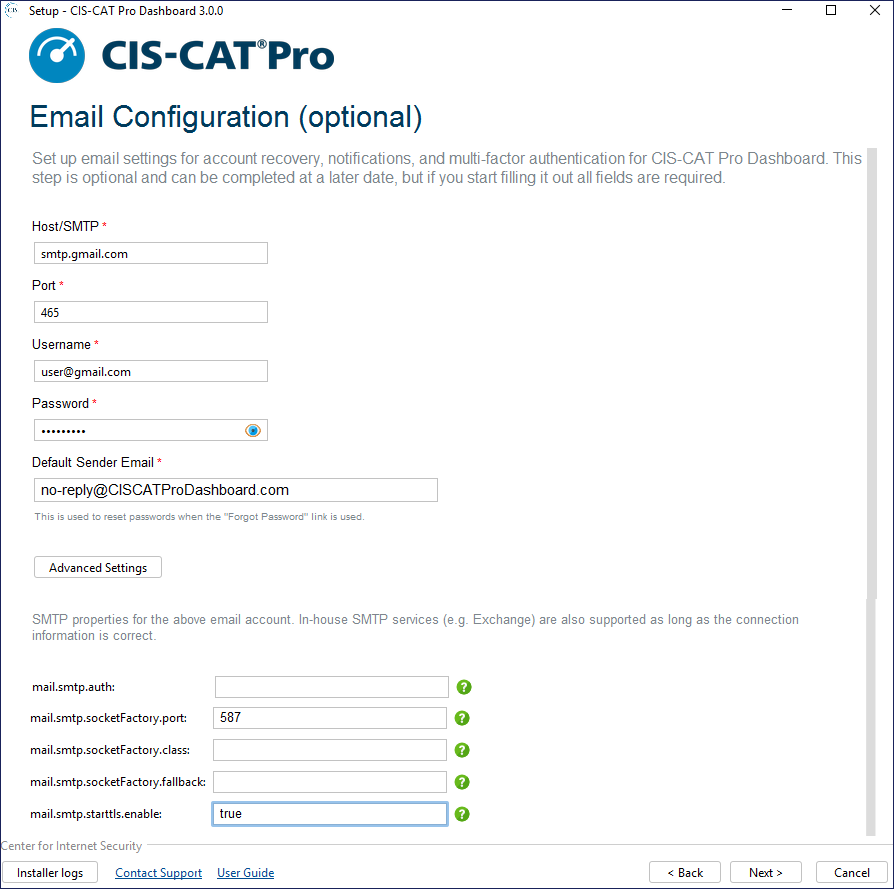 CIS Setup - CIS-CAT Pro Dashboard 3.0.0
CIS-CAT®Pro
Email Configuration (optional)
Set up email settings for account recovery, notifications, and multi-factor authentication for CIS-CAT Pro Dashboard. This
step is optional and can be completed at a later date, but if you start filling it out all fields are required.
Host/SMTP *
smtp.gmail.com
Port *
465
Username *
user@gmail.com
Password *
•••••••••
Default Sender Email *
no-reply@CISCATProDashboard.com
This is used to reset passwords when the "Forgot Password" link is used.
Advanced Settings
SMTP properties for the above email account. In-house SMTP services (e.g. Exchange) are also supported as long as the connection
information is correct.
mail.smtp.auth: ?
mail.smtp.socketFactory.port: 587 ?
mail.smtp.socketFactory.class: ?
mail.smtp.socketFactory.fallback: ?
mail.smtp.starttls.enable: true ?
Center for Internet Security
Installer logs Contact Support User Guide < Back Next > Cancel